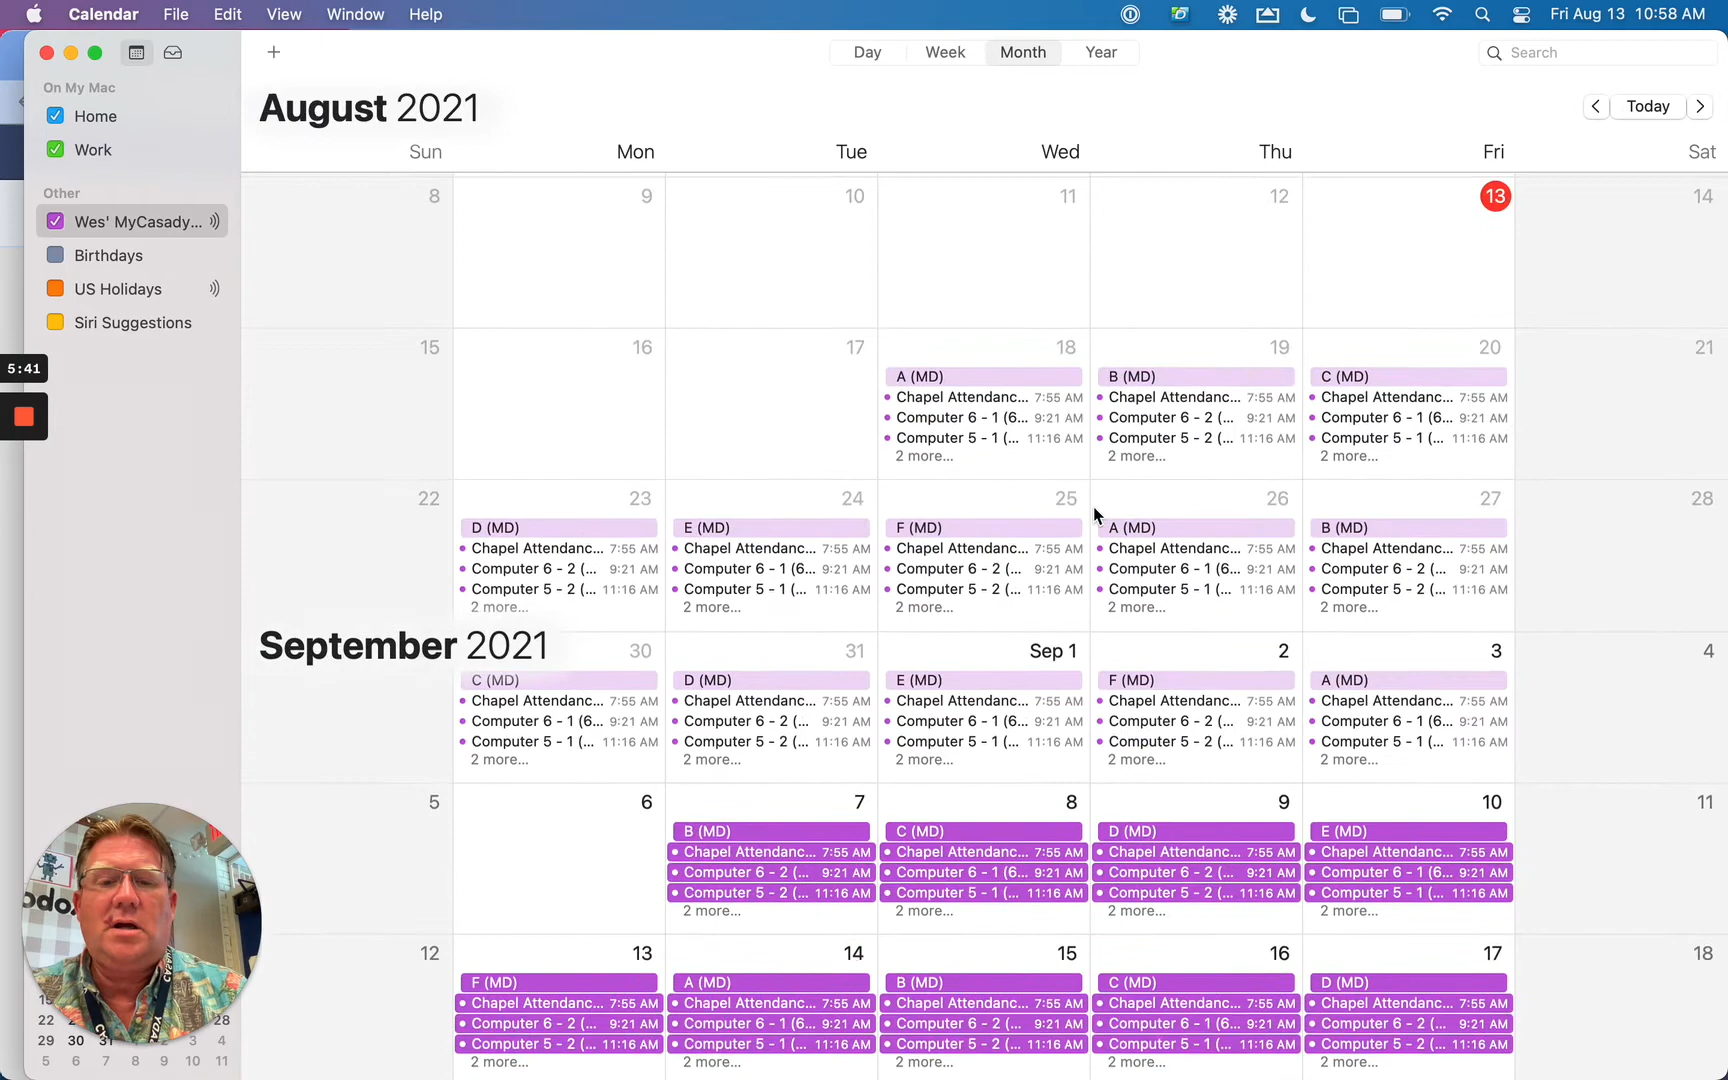 Calendar File Edit View Window Help Fri Aug 13 10:58 AM
Day Week Month Year Search
On My Mac
Home
Work
Other
Wes' MyCasady...
Birthdays
US Holidays
Siri Suggestions
5:41
August 2021
Today
Sun Mon Tue Wed Thu Fri Sat
8 9 10 11 12 13 14
15 16 17 18 19 20 21
A (MD) B (MD) C (MD)
Chapel Attendanc... 7:55 AM Chapel Attendanc... 7:55 AM Chapel Attendanc... 7:55 AM
Computer 6 - 1 (6... 9:21 AM Computer 6 - 2 (... 9:21 AM Computer 6 - 1 (6... 9:21 AM
Computer 5 - 1 (... 11:16 AM Computer 5 - 2 (... 11:16 AM Computer 5 - 1 (... 11:16 AM
2 more... 2 more... 2 more...
22 23 24 25 26 27 28
D (MD) E (MD) F (MD) A (MD) B (MD)
Chapel Attendanc... 7:55 AM Chapel Attendanc... 7:55 AM Chapel Attendanc... 7:55 AM Chapel Attendanc... 7:55 AM Chapel Attendanc... 7:55 AM
Computer 6 - 2 (... 9:21 AM Computer 6 - 1 (6... 9:21 AM Computer 6 - 2 (... 9:21 AM Computer 6 - 1 (6... 9:21 AM Computer 6 - 2 (... 9:21 AM
Computer 5 - 2 (... 11:16 AM Computer 5 - 1 (... 11:16 AM Computer 5 - 2 (... 11:16 AM Computer 5 - 1 (... 11:16 AM Computer 5 - 2 (... 11:16 AM
2 more... 2 more... 2 more... 2 more... 2 more...
September 2021 30 31 Sep 1 2 3 4
C (MD) D (MD) E (MD) F (MD) A (MD)
Chapel Attendanc... 7:55 AM Chapel Attendanc... 7:55 AM Chapel Attendanc... 7:55 AM Chapel Attendanc... 7:55 AM Chapel Attendanc... 7:55 AM
Computer 6 - 1 (6... 9:21 AM Computer 6 - 2 (... 9:21 AM Computer 6 - 1 (6... 9:21 AM Computer 6 - 2 (... 9:21 AM Computer 6 - 1 (6... 9:21 AM
Computer 5 - 1 (... 11:16 AM Computer 5 - 2 (... 11:16 AM Computer 5 - 1 (... 11:16 AM Computer 5 - 2 (... 11:16 AM Computer 5 - 1 (... 11:16 AM
2 more... 2 more... 2 more... 2 more... 2 more...
5 6 7 8 9 10 11
B (MD) C (MD) D (MD) E (MD)
Chapel Attendanc... 7:55 AM Chapel Attendanc... 7:55 AM Chapel Attendanc... 7:55 AM Chapel Attendanc... 7:55 AM
Computer 6 - 2 (... 9:21 AM Computer 6 - 1 (6... 9:21 AM Computer 6 - 2 (... 9:21 AM Computer 6 - 1 (6... 9:21 AM
Computer 5 - 2 (... 11:16 AM Computer 5 - 1 (... 11:16 AM Computer 5 - 2 (... 11:16 AM Computer 5 - 1 (... 11:16 AM
2 more... 2 more... 2 more... 2 more...
12 13 14 15 16 17 18
F (MD) A (MD) B (MD) C (MD) D (MD)
Chapel Attendanc... 7:55 AM Chapel Attendanc... 7:55 AM Chapel Attendanc... 7:55 AM Chapel Attendanc... 7:55 AM Chapel Attendanc... 7:55 AM
Computer 6 - 2 (... 9:21 AM Computer 6 - 1 (6... 9:21 AM Computer 6 - 2 (... 9:21 AM Computer 6 - 1 (6... 9:21 AM Computer 6 - 2 (... 9:21 AM
Computer 5 - 2 (... 11:16 AM Computer 5 - 1 (... 11:16 AM Computer 5 - 2 (... 11:16 AM Computer 5 - 1 (... 11:16 AM Computer 5 - 2 (... 11:16 AM
2 more... 2 more... 2 more... 2 more... 2 more...
22 28
29 30 31 3 4
5 6 7 8 9 10 11